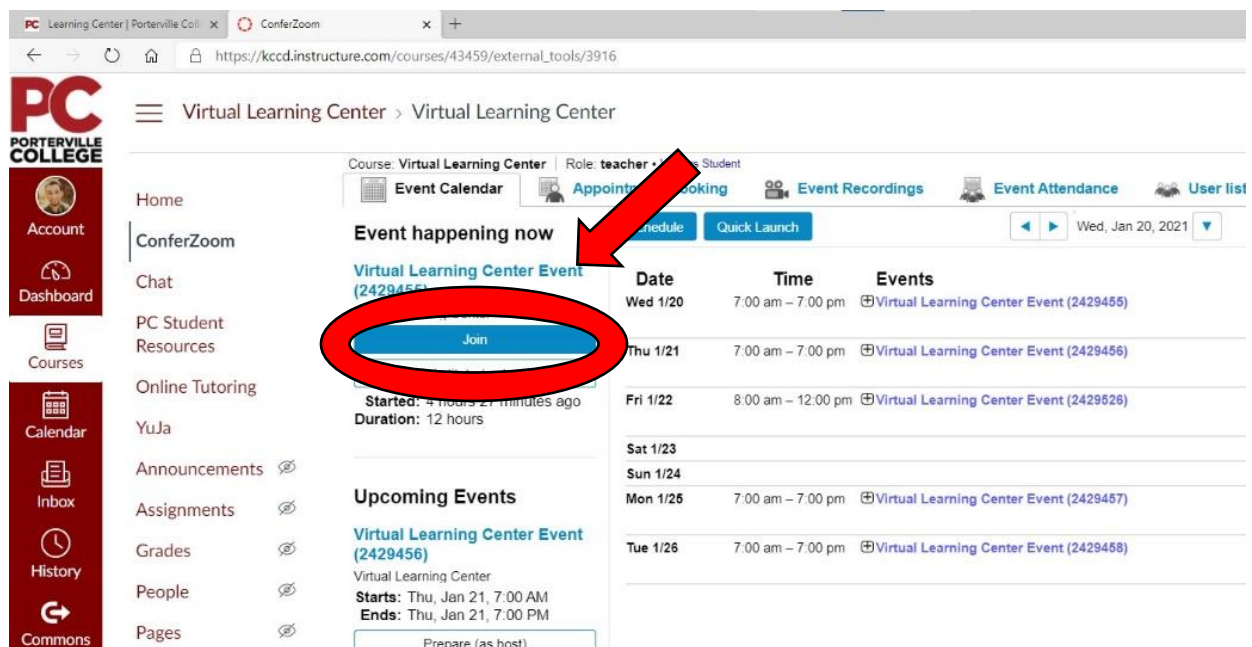 PC Learning Center | Porterville Coll
ConferZoom
https://kccd.instructure.com/courses/43459/external_tools/3916
PC
PORTERVILLE
COLLEGE
Virtual Learning Center > Virtual Learning Center
Account
Dashboard
Courses
Calendar
Inbox
History
Commons
Home
ConferZoom
Chat
PC Student
Resources
Online Tutoring
YuJa
Announcements
Assignments
Grades
People
Pages
Course: Virtual Learning Center | Role: teacher • Student
Event Calendar
Event Recordings
Event Attendance
User list
Event happening now
Virtual Learning Center Event
(2429455)
Join
Started: 4 hours 27 minutes ago
Duration: 12 hours
Upcoming Events
Virtual Learning Center Event
(2429456)
Virtual Learning Center
Starts: Thu, Jan 21, 7:00 AM
Ends: Thu, Jan 21, 7:00 PM
Prepare (as host)
Quick Launch
Wed, Jan 20, 2021
Date Time Events
Wed 1/20 7:00 am – 7:00 pm Virtual Learning Center Event (2429455)
Thu 1/21 7:00 am – 7:00 pm Virtual Learning Center Event (2429456)
Fri 1/22 8:00 am – 12:00 pm Virtual Learning Center Event (2429526)
Sat 1/23
Sun 1/24
Mon 1/25 7:00 am – 7:00 pm Virtual Learning Center Event (2429457)
Tue 1/26 7:00 am – 7:00 pm Virtual Learning Center Event (2429458)